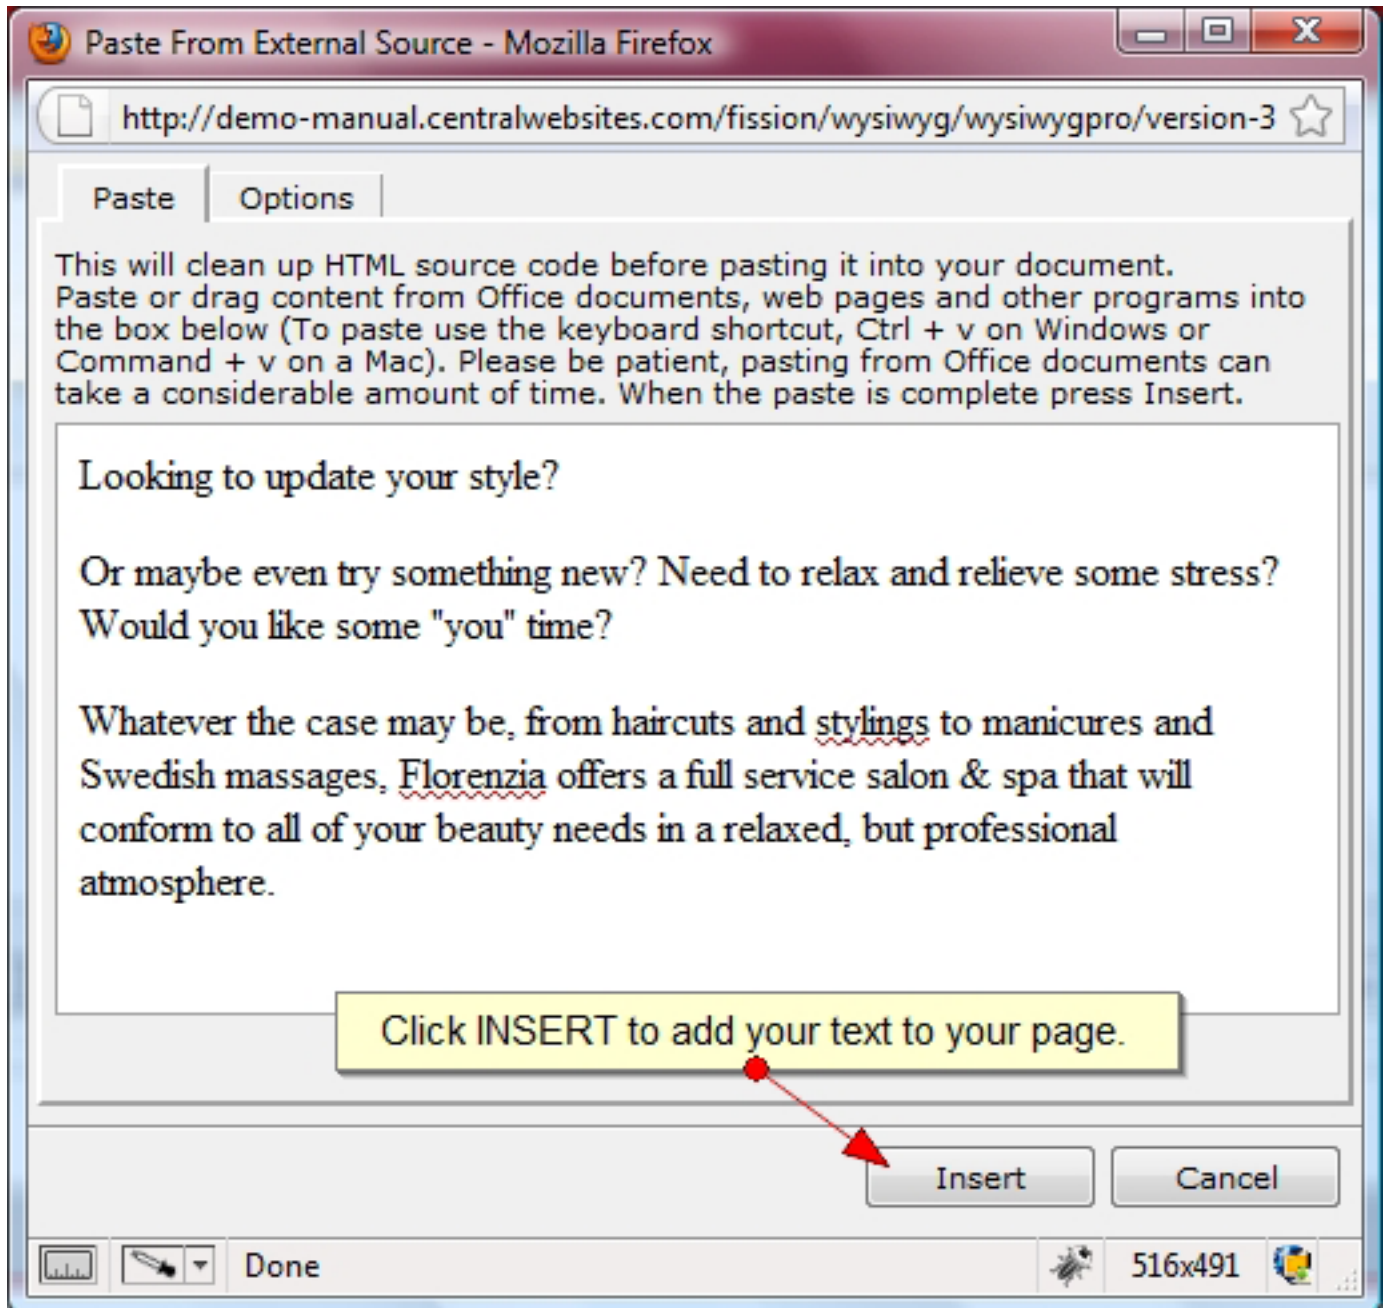 Paste From External Source - Mozilla Firefox
http://demo-manual.centralwebsites.com/fission/wysiwyg/wysiwygpro/version-3
Paste Options
This will clean up HTML source code before pasting it into your document.
Paste or drag content from Office documents, web pages and other programs into
the box below (To paste use the keyboard shortcut, Ctrl + v on Windows or
Command + v on a Mac). Please be patient, pasting from Office documents can
take a considerable amount of time. When the paste is complete press Insert.
Looking to update your style?
Or maybe even try something new? Need to relax and relieve some stress?
Would you like some "you" time?
Whatever the case may be, from haircuts and stylings to manicures and
Swedish massages, Florenzia offers a full service salon & spa that will
conform to all of your beauty needs in a relaxed, but professional
atmosphere.
Click INSERT to add your text to your page.
Insert Cancel
Done 516x491